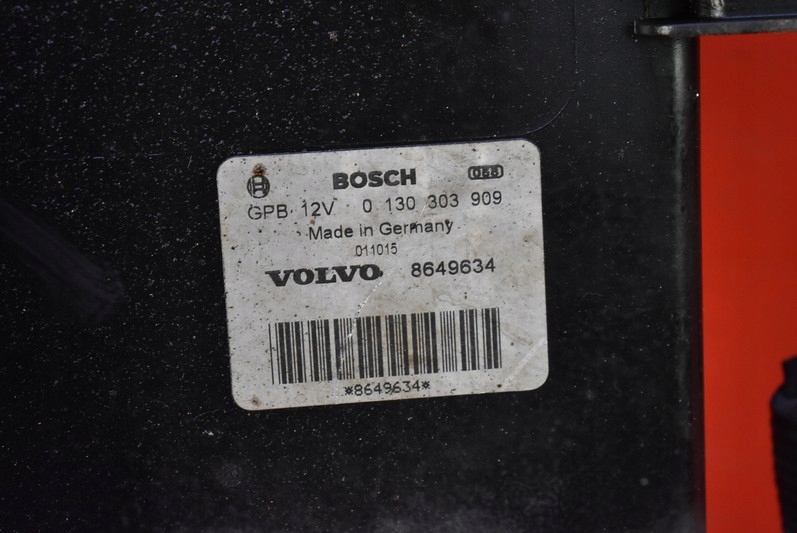 BOSCH
GPB 12V 0 130 303 909
Made in Germany
011015
VOLVO 8649634
*8649634*